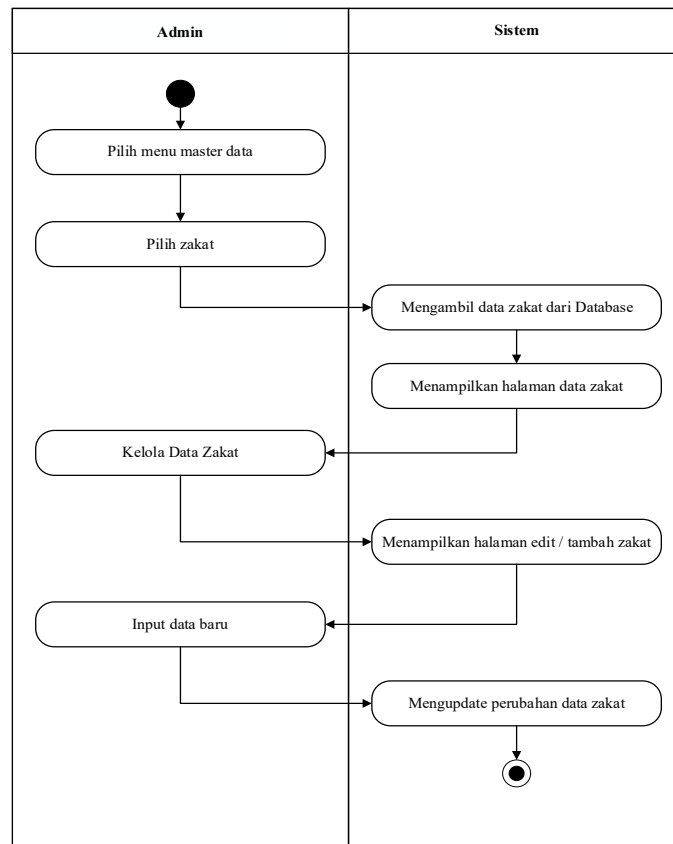 Admin
Sistem
Pilih menu master data
Pilih zakat
Mengambil data zakat dari Database
Menampilkan halaman data zakat
Kelola Data Zakat
Menampilkan halaman edit / tambah zakat
Input data baru
Mengupdate perubahan data zakat